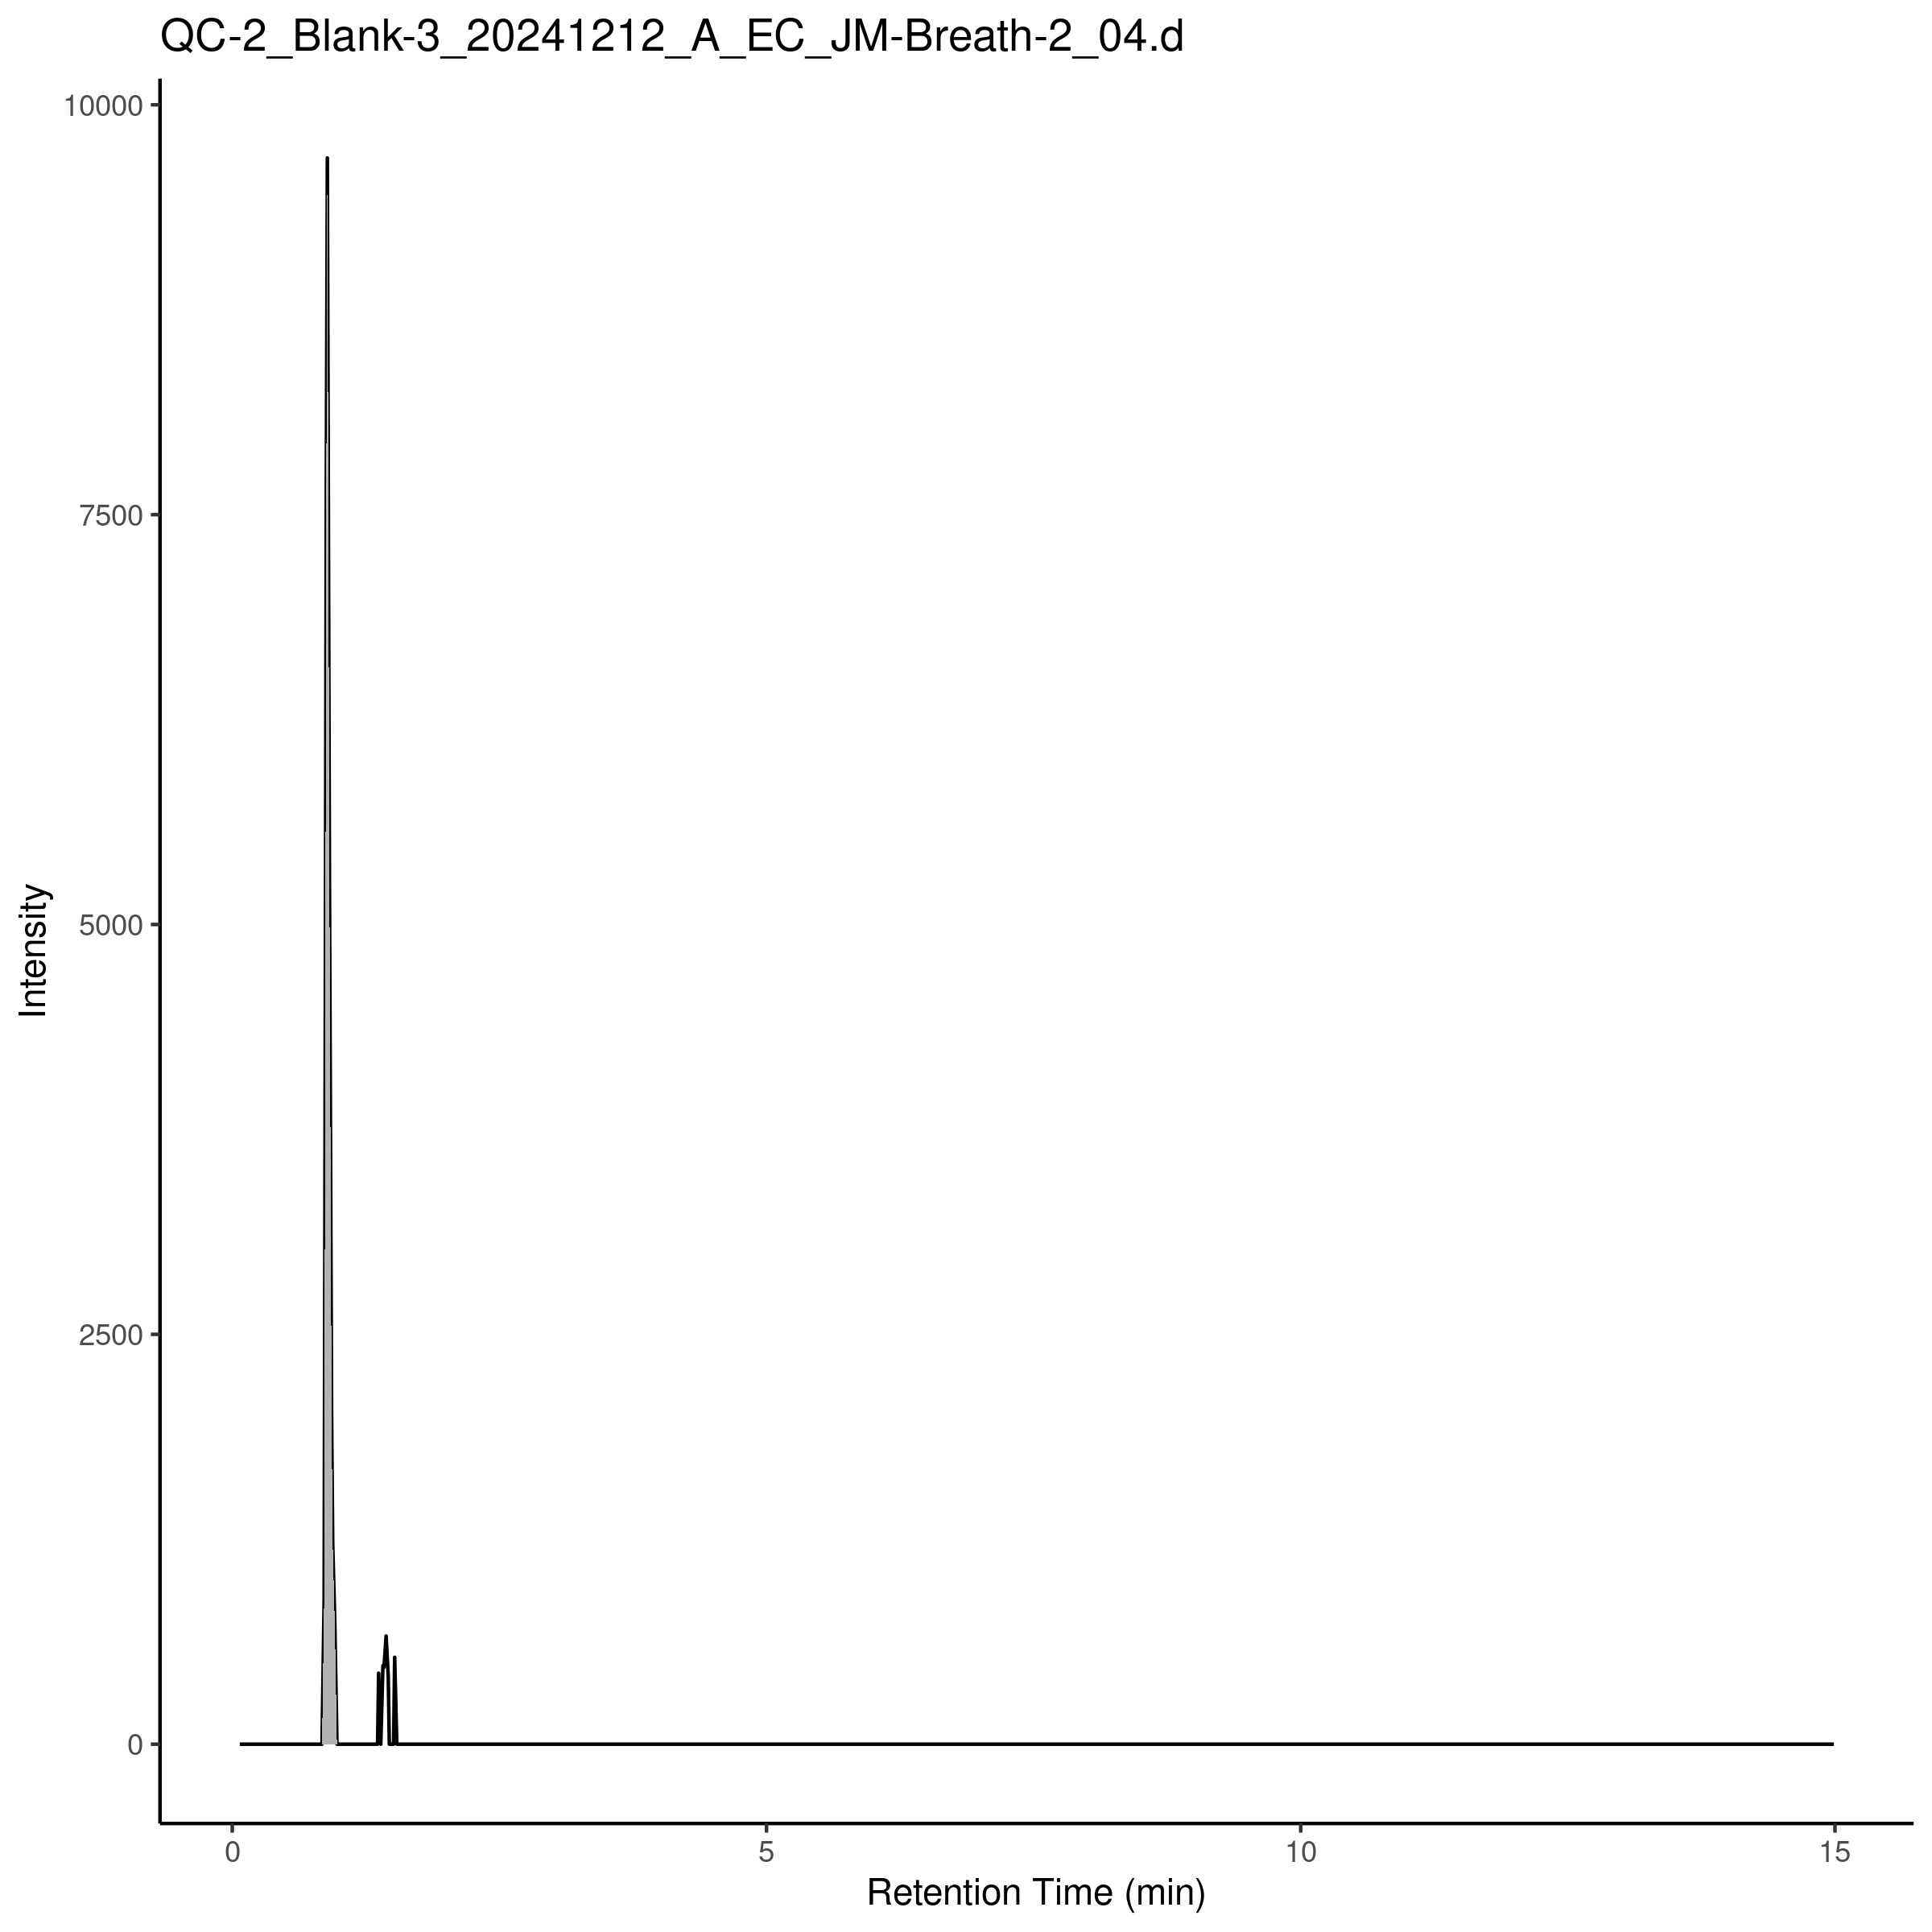 QC-2_Blank-3_20241212_A_EC_JM-Breath-2_04.d
10000
7500
5000
2500
0
Intensity
0 5 10 15
Retention Time (min)